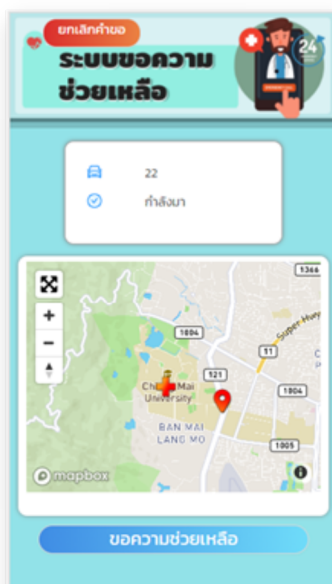 ยกเลิกคำขอ
ระบบขอความ
ช่วยเหลือ
24
22
กำลังมา
1366
1004
Super Hwy
11
121
1004
Chiang Mai
University
BAN MAI
LANG MO
1005
mapbox
ขอความช่วยเหลือ